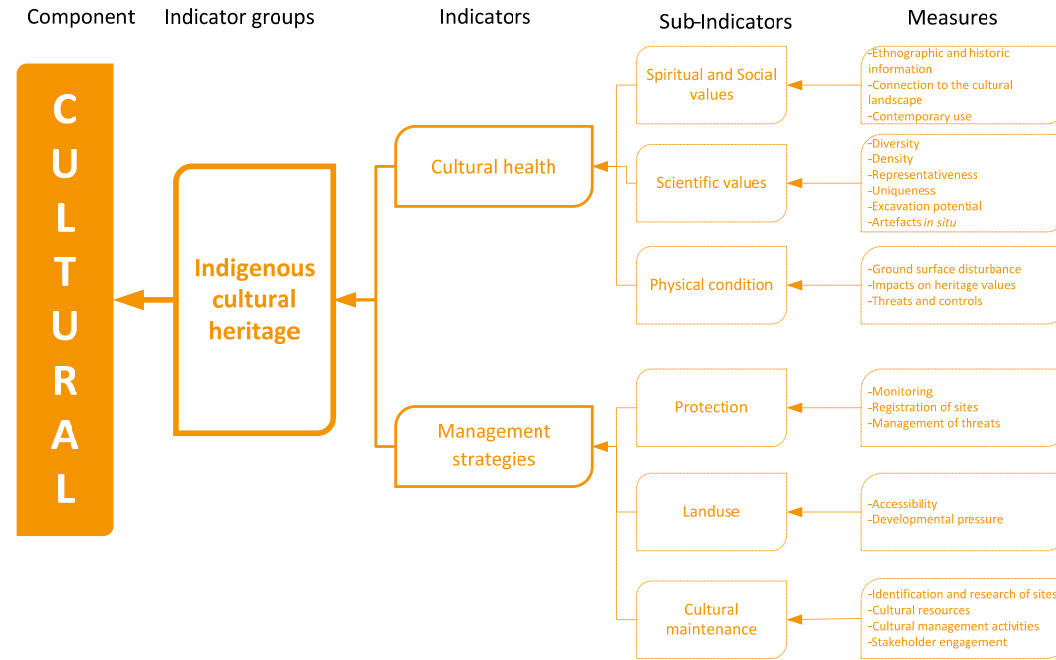 Component
Indicator groups
Indicators
Sub-Indicators
Measures
CULTURAL
Indigenous
cultural
heritage
Cultural health
Management
strategies
Spiritual and Social
values
Scientific values
Physical condition
Protection
Landuse
Cultural
maintenance
-Ethnographic and historic
information
-Connection to the cultural
landscape
-Contemporary use
-Diversity
-Density
-Representativeness
-Uniqueness
-Excavation potential
-Artefacts in situ
-Ground surface disturbance
-Impacts on heritage values
-Threats and controls
-Monitoring
-Registration of sites
-Management of threats
-Accessibility
-Developmental pressure
-Identification and research of sites
-Cultural resources
-Cultural management activities
-Stakeholder engagement